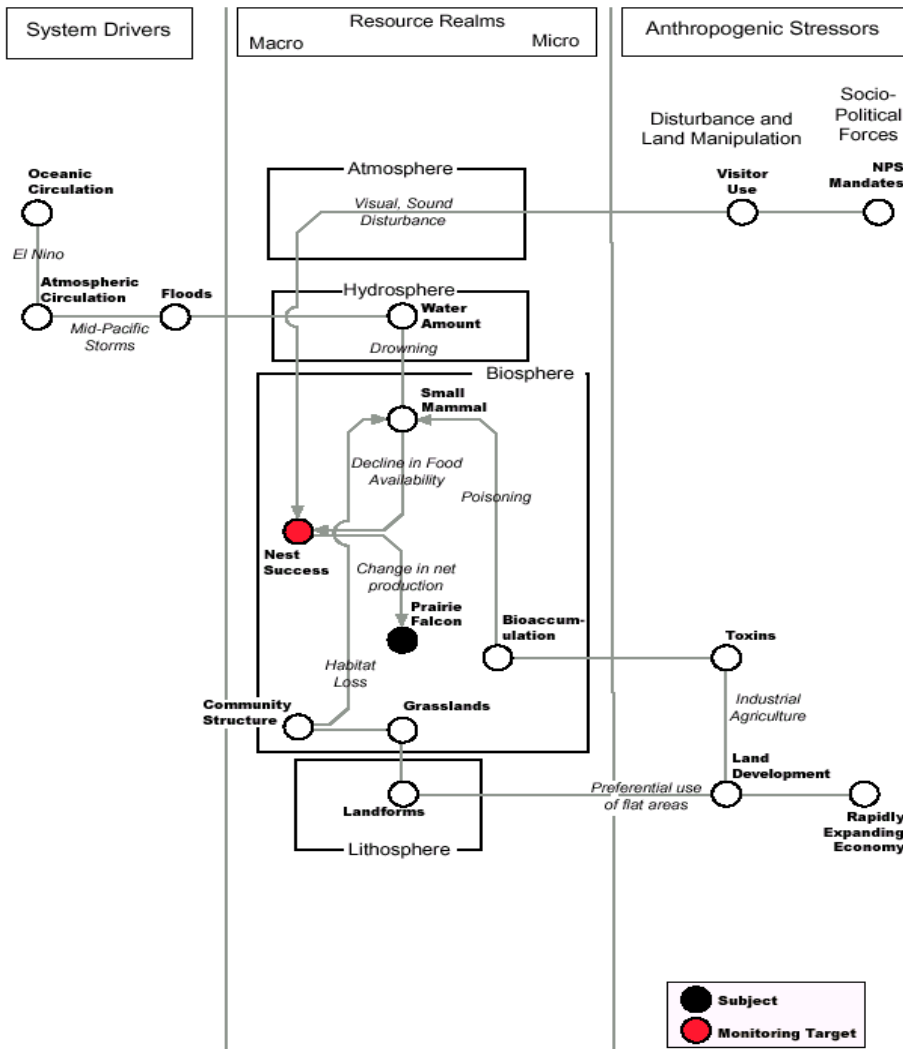 System Drivers
Resource Realms
Macro
Micro
Anthropogenic Stressors
Disturbance and
Land Manipulation
Socio-
Political
Forces
Oceanic
Circulation
Atmosphere
Visual, Sound
Disturbance
Visitor
Use
NPS
Mandates
El Nino
Atmospheric
Circulation
Floods
Mid-Pacific
Storms
Hydrosphere
Water
Amount
Drowning
Biosphere
Small
Mammal
Decline in Food
Availability
Poisoning
Nest
Success
Change in net
production
Prairie
Falcon
Bioaccum-
ulation
Toxins
Habitat
Loss
Community
Structure
Grasslands
Industrial
Agriculture
Landforms
Lithosphere
Preferential use
of flat areas
Land
Development
Rapidly
Expanding
Economy
Subject
Monitoring Target